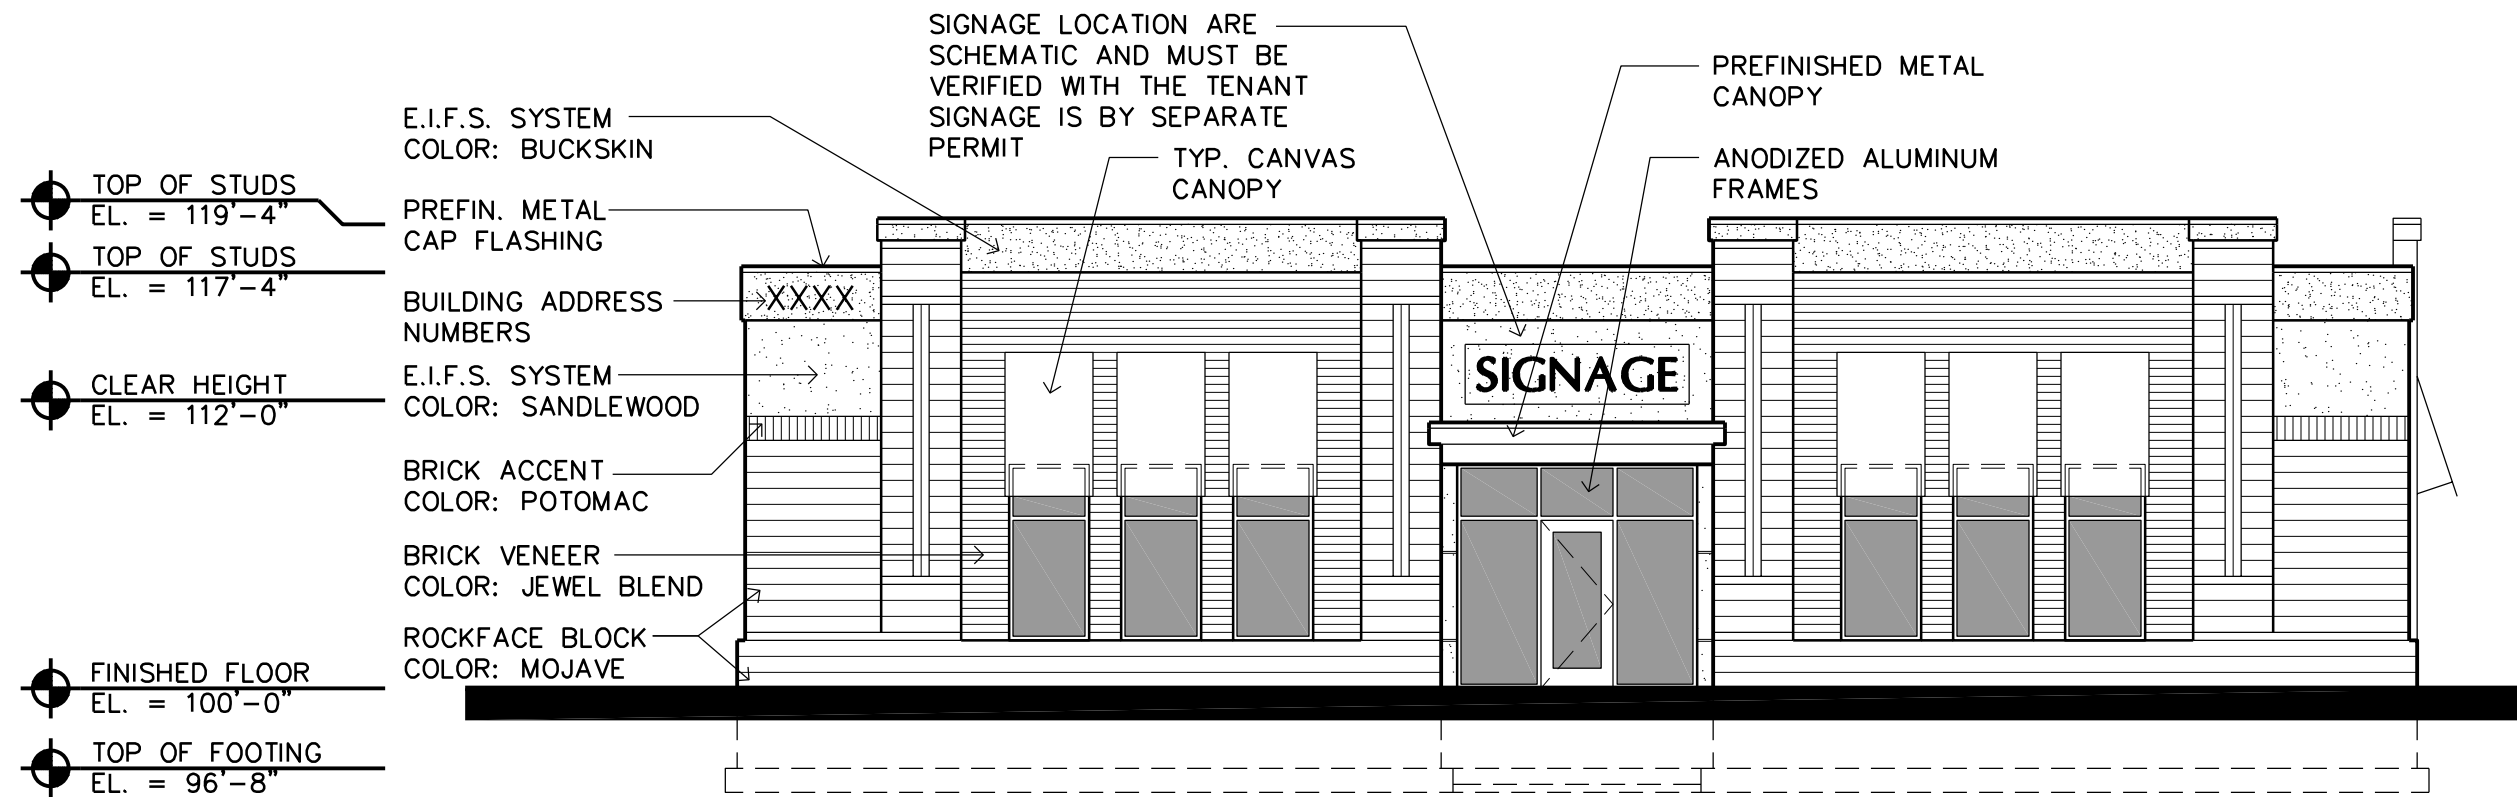 SIGNAGE LOCATION ARE
SCHEMATIC AND MUST BE
VERIFIED WITH THE TENANT
SIGNAGE IS BY SEPARATE
PERMIT
PREFINISHED METAL
CANOPY
E.I.F.S. SYSTEM
COLOR: BUCKSKIN
TYP. CANVAS
CANOPY
ANODIZED ALUMINUM
FRAMES
TOP OF STUDS
EL. = 119'-4"
PREFIN. METAL
CAP FLASHING
TOP OF STUDS
EL. = 117'-4"
BUILDING ADDRESS
NUMBERS
XXXX
E.I.F.S. SYSTEM
COLOR: SANDLEWOOD
SIGNAGE
CLEAR HEIGHT
EL. = 112'-0"
BRICK ACCENT
COLOR: POTOMAC
BRICK VENEER
COLOR: JEWEL BLEND
ROCKFACE BLOCK
COLOR: MOJAVE
FINISHED FLOOR
EL. = 100'-0"
TOP OF FOOTING
EL. = 96'-8"